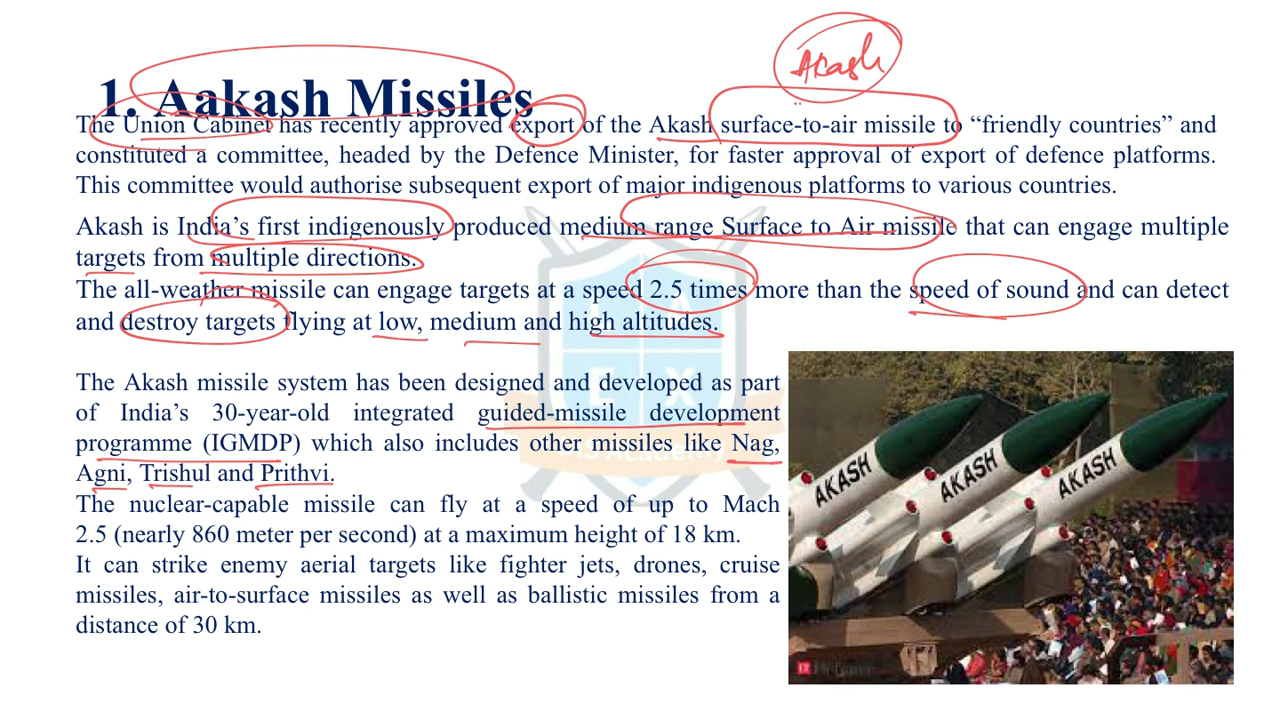 Akash
1. Aakash Missiles
The Union Cabinet has recently approved export of the Akash surface-to-air missile to “friendly countries” and
constituted a committee, headed by the Defence Minister, for faster approval of export of defence platforms.
This committee would authorise subsequent export of major indigenous platforms to various countries.
Akash is India’s first indigenously produced medium range Surface to Air missile that can engage multiple
targets from multiple directions.
The all-weather missile can engage targets at a speed 2.5 times more than the speed of sound and can detect
and destroy targets flying at low, medium and high altitudes.
The Akash missile system has been designed and developed as part
of India’s 30-year-old integrated guided-missile development
programme (IGMDP) which also includes other missiles like Nag,
Agni, Trishul and Prithvi.
The nuclear-capable missile can fly at a speed of up to Mach
2.5 (nearly 860 meter per second) at a maximum height of 18 km.
It can strike enemy aerial targets like fighter jets, drones, cruise
missiles, air-to-surface missiles as well as ballistic missiles from a
distance of 30 km.
AKASH
AKASH
AKASH
ET